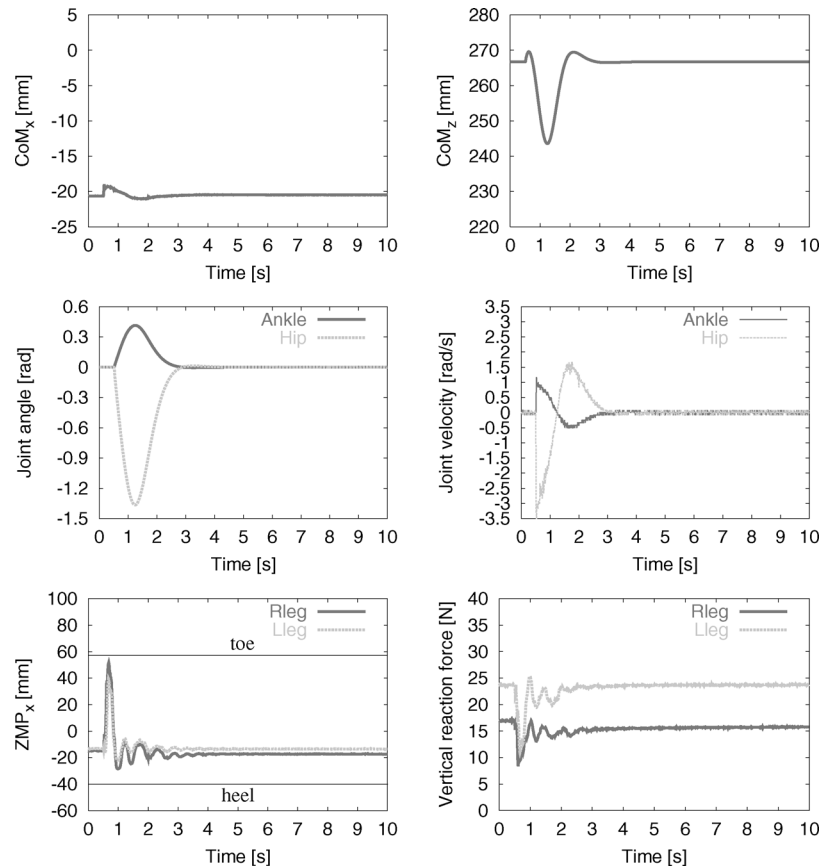 5
0
-5
-10
-15
-20
-25
CoMx [mm]
0 1 2 3 4 5 6 7 8 9 10
Time [s]
280
270
260
250
240
230
220
CoMz [mm]
0 1 2 3 4 5 6 7 8 9 10
Time [s]
0.6
0.3
0
-0.3
-0.6
-0.9
-1.2
-1.5
Joint angle [rad]
Ankle
Hip
0 1 2 3 4 5 6 7 8 9 10
Time [s]
3.5
3
2.5
2
1.5
1
0.5
0
-0.5
-1
-1.5
-2
-2.5
-3
-3.5
Joint velocity [rad/s]
Ankle
Hip
0 1 2 3 4 5 6 7 8 9 10
Time [s]
100
80
60
40
20
0
-20
-40
-60
ZMPx [mm]
Rleg
Lleg
toe
heel
0 1 2 3 4 5 6 7 8 9 10
Time [s]
40
35
30
25
20
15
10
5
0
Vertical reaction force [N]
Rleg
Lleg
0 1 2 3 4 5 6 7 8 9 10
Time [s]